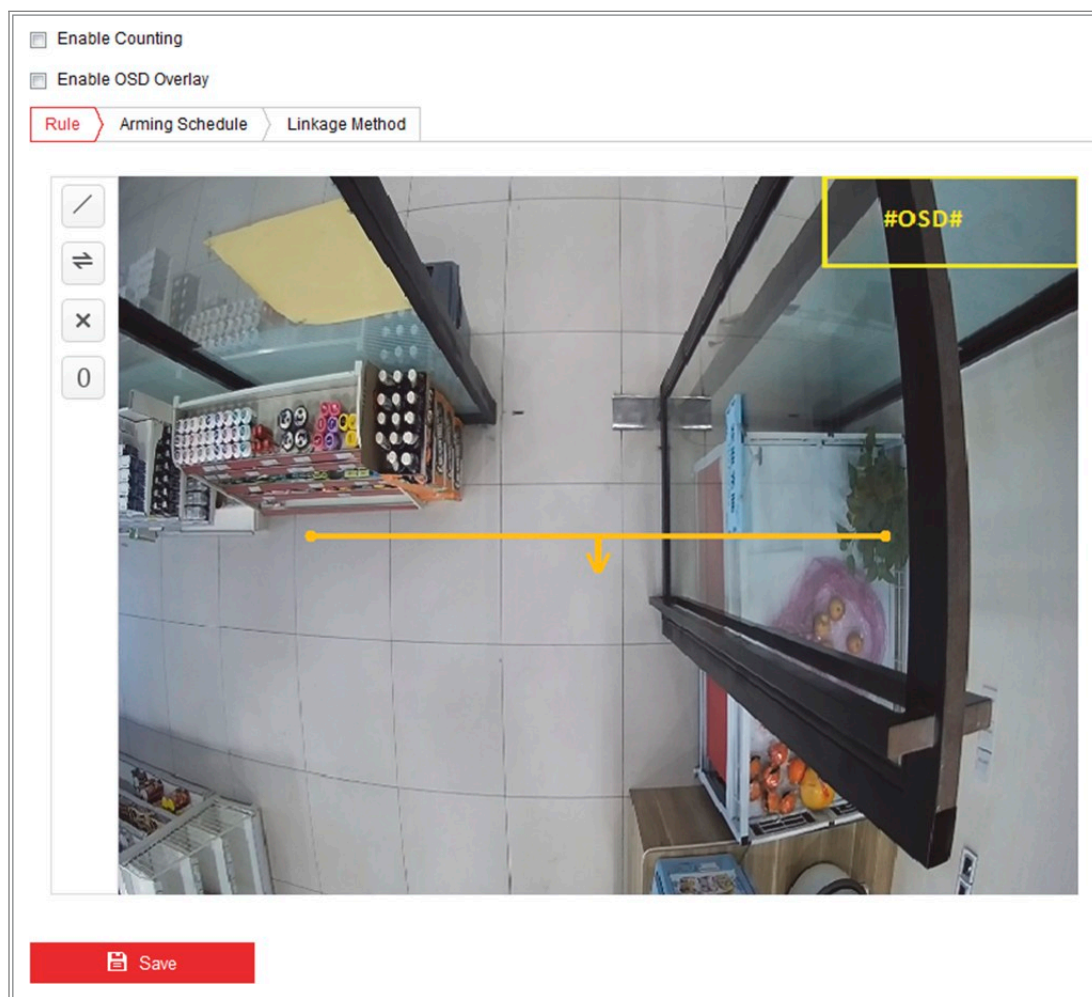 Enable Counting
Enable OSD Overlay
Rule Arming Schedule Linkage Method
#OSD#
0
Save